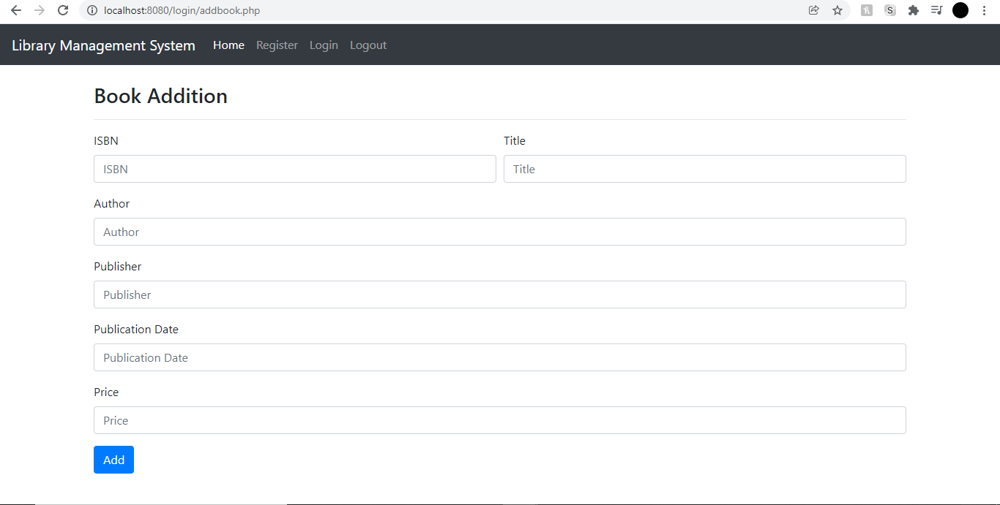 localhost:8080/login/addbook.php
S
Library Management System Home Register Login Logout
Book Addition
ISBN Title
ISBN Title
Author
Author
Publisher
Publisher
Publication Date
Publication Date
Price
Price
Add